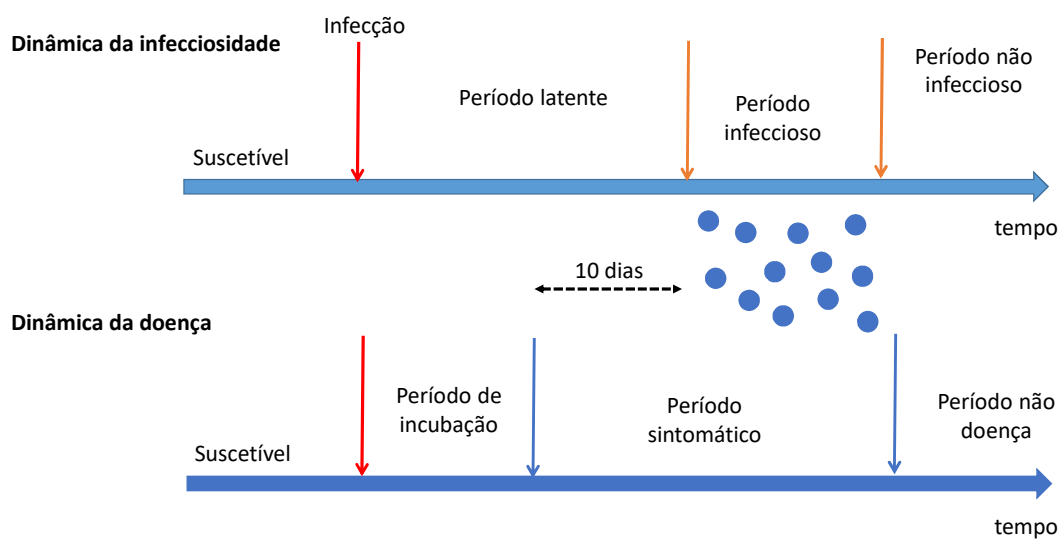 Infecção
Dinâmica da infecciosidade
Período não
infeccioso
Período latente
Período
infeccioso
Suscetível
tempo
10 dias
Dinâmica da doença
Período de
incubação
Período
sintomático
Período não
doença
Suscetível
tempo